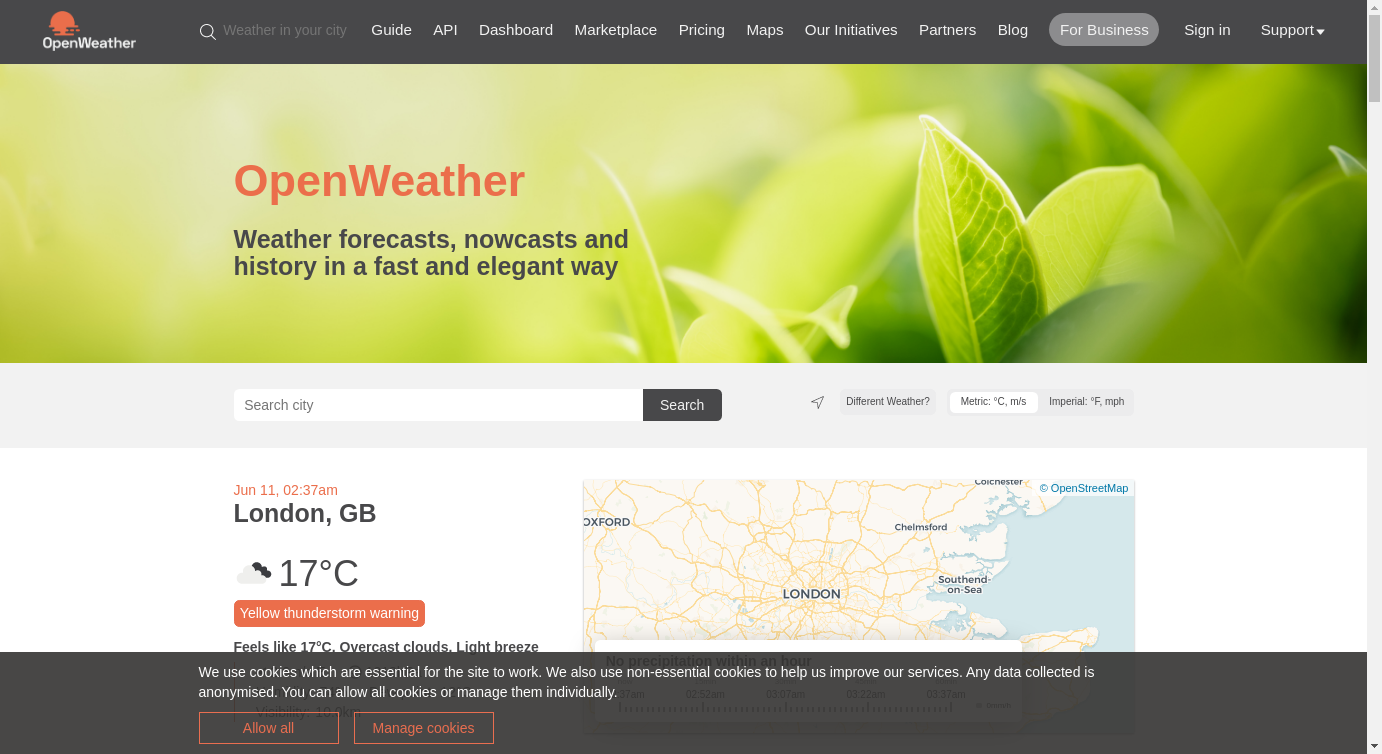 OpenWeather
Weather in your city
Guide
API
Dashboard
Marketplace
Pricing
Maps
Our Initiatives
Partners
Blog
For Business
Sign in
Support
OpenWeather
Weather forecasts, nowcasts and
history in a fast and elegant way
Search city
Search
Different Weather?
Metric: °C, m/s
Imperial: °F, mph
Jun 11, 02:37am
London, GB
17°C
Yellow thunderstorm warning
Feels like 17°C. Overcast clouds. Light breeze
Visibility: 10.0km
© OpenStreetMap
Colchester
OXFORD
Chelmsford
LONDON
Southend-
on-Sea
No precipitation within an hour
02:52am
03:07am
03:22am
03:37am
We use cookies which are essential for the site to work. We also use non-essential cookies to help us improve our services. Any data collected is
anonymised. You can allow all cookies or manage them individually.
Allow all
Manage cookies